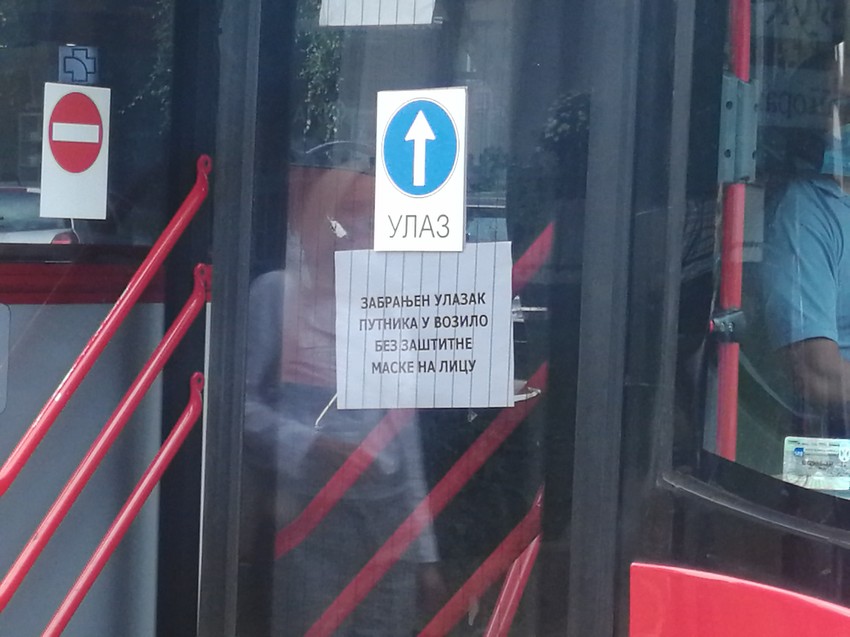 УЛАЗ
ЗАБРАЊЕН УЛАЗАК
ПУТНИКА У ВОЗИЛО
БЕЗ ЗАШТИТНЕ
МАСКЕ НА ЛИЦУ